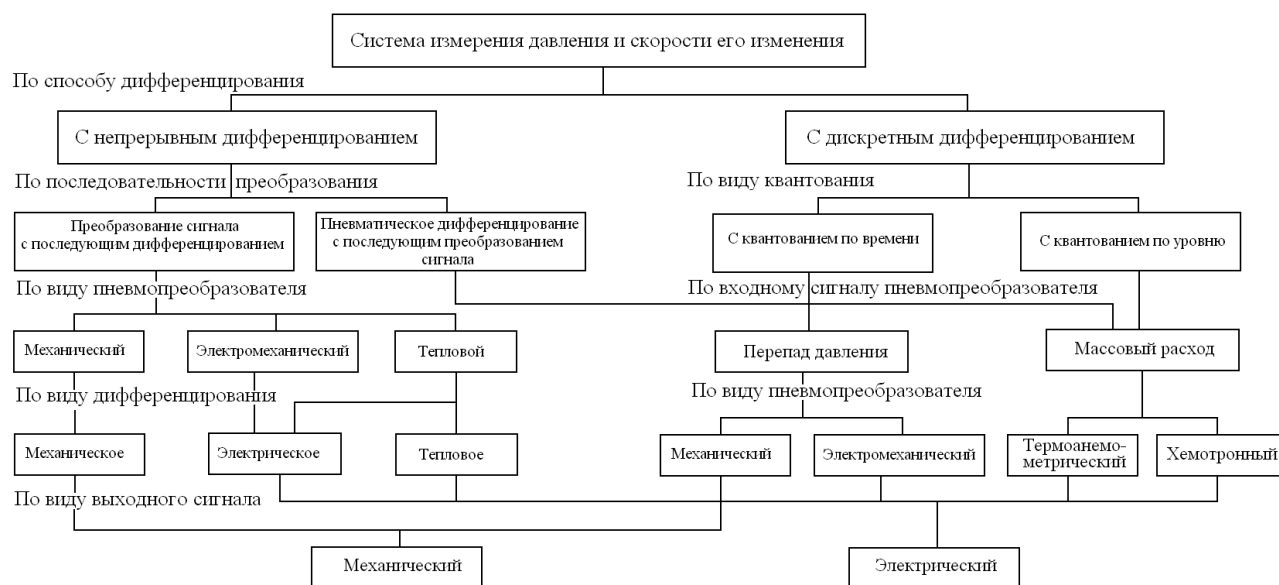 Система измерения давления и скорости его изменения
По способу дифференцирования
С непрерывным дифференцированием
С дискретным дифференцированием
По последовательности преобразования
По виду квантования
Преобразование сигнала
с последующим дифференцированием
Пневматическое дифференцирование
с последующим преобразованием
сигнала
С квантованием по времени
С квантованием по уровню
По виду пневмопреобразователя
По входному сигналу пневмопреобразователя
Механический
Электромеханический
Тепловой
Перепад давления
Массовый расход
По виду дифференцирования
По виду пневмопреобразователя
Механическое
Электрическое
Тепловое
Механический
Электромеханический
Термоанемо-
метрический
Хемотронный
По виду выходного сигнала
Механический
Электрический